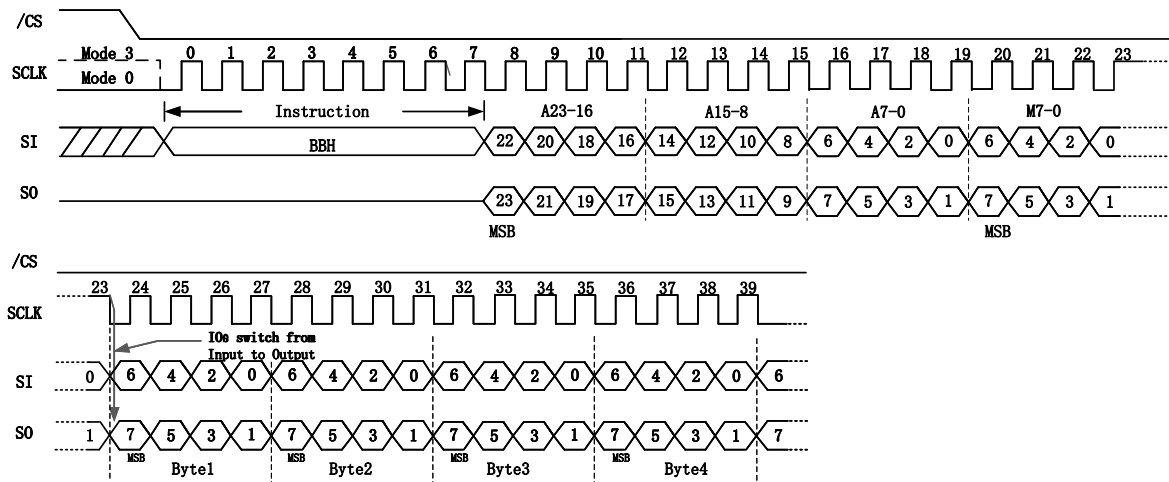 /CS
Mode 3 0 1 2 3 4 5 6 7 8 9 10 11 12 13 14 15 16 17 18 19 20 21 22 23
SCLK
Mode 0
Instruction A23-16 A15-8 A7-0 M7-0
SI BBH 22 20 18 16 14 12 10 8 6 4 2 0 6 4 2 0
SO 23 21 19 17 15 13 11 9 7 5 3 1 7 5 3 1
MSB MSB
/CS
23 24 25 26 27 28 29 30 31 32 33 34 35 36 37 38 39
SCLK
IOs switch from
Input to Output
SI 0 6 4 2 0 6 4 2 0 6 4 2 0 6 4 2 0 6
SO 1 7 5 3 1 7 5 3 1 7 5 3 1 7 5 3 1 7
MSB MSB MSB MSB
Byte1 Byte2 Byte3 Byte4